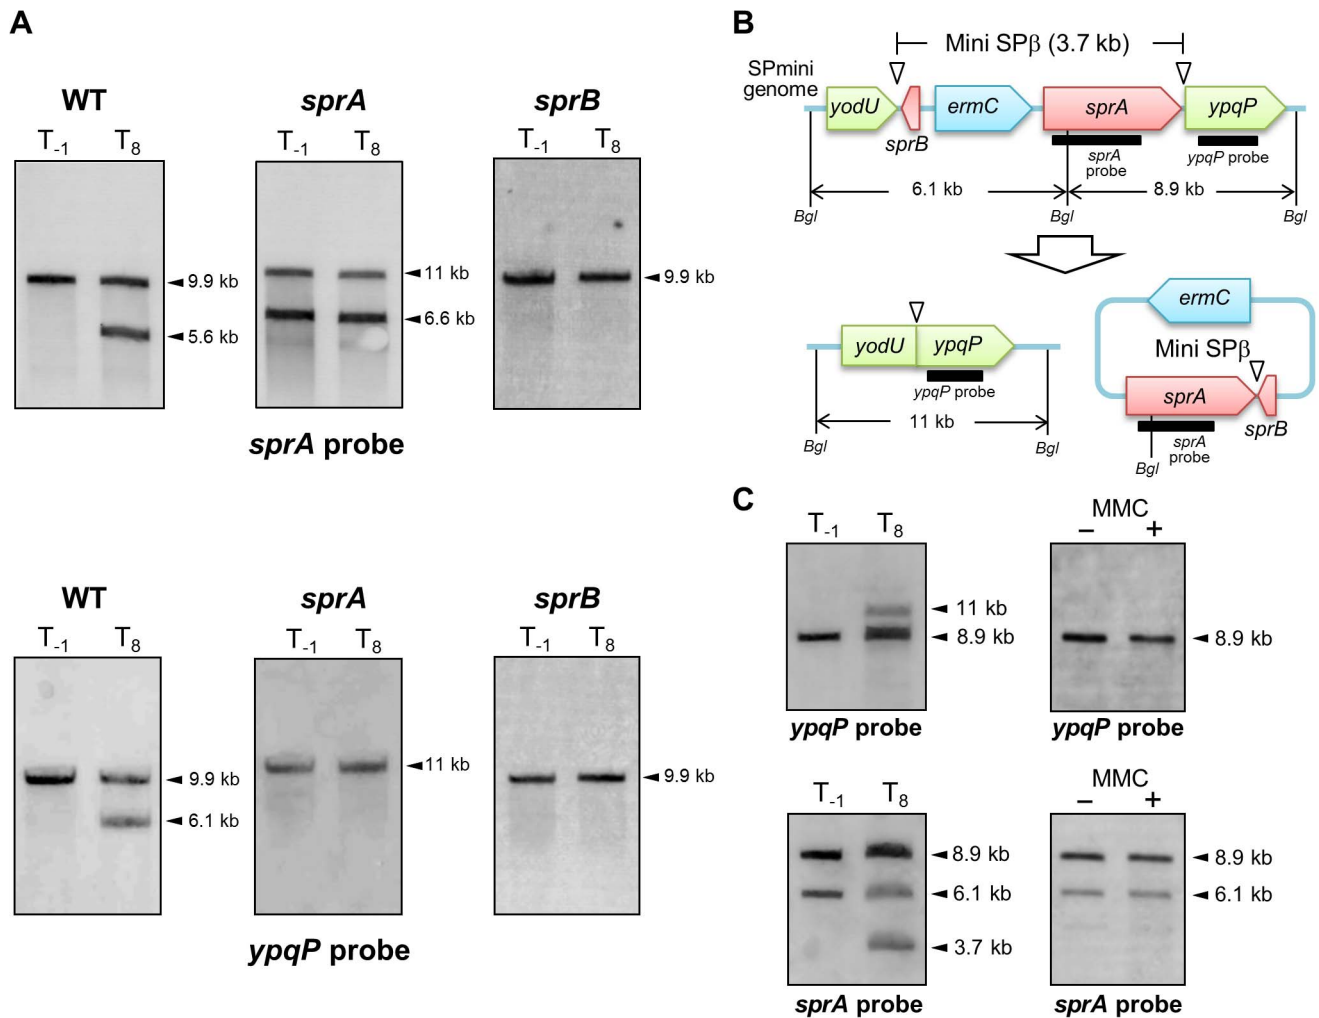 A
WT
T-1 T8
9.9 kb
5.6 kb
sprA
T-1 T8
11 kb
6.6 kb
sprB
T-1 T8
9.9 kb
sprA probe
WT
T-1 T8
9.9 kb
6.1 kb
sprA
T-1 T8
11 kb
sprB
T-1 T8
9.9 kb
ypqP probe
B
Mini SPβ (3.7 kb)
SPmini
genome
yodU
sprB
ermC
sprA
ypqP
sprA
probe
ypqP probe
6.1 kb
8.9 kb
Bgl
Bgl
Bgl
yodU
ypqP
ypqP probe
11 kb
Bgl
Bgl
ermC
Mini SPβ
sprA
sprB
sprA
probe
Bgl
C
T-1 T8
11 kb
8.9 kb
ypqP probe
MMC
– +
8.9 kb
ypqP probe
T-1 T8
8.9 kb
6.1 kb
3.7 kb
sprA probe
MMC
– +
8.9 kb
6.1 kb
sprA probe